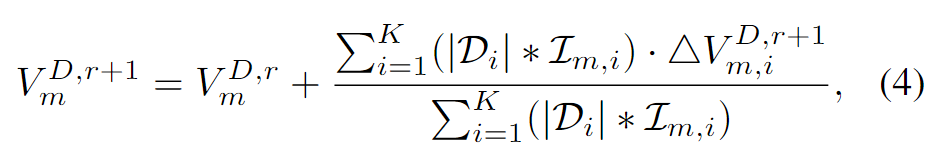 V_m^{D,r+1} = V_m^{D,r} + \frac{\sum_{i=1}^{K}(|\mathcal{D}_i| * \mathcal{I}_{m,i}) \cdot \triangle V_{m,i}^{D,r+1}}{\sum_{i=1}^{K}(|\mathcal{D}_i| * \mathcal{I}_{m,i})}, (4)